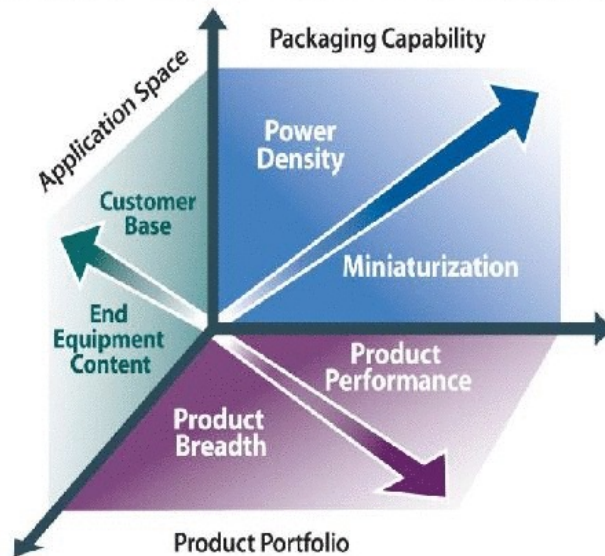 Packaging Capability
Application Space
Power
Density
Customer
Base
Miniaturization
End
Equipment
Content
Product
Performance
Product
Breadth
Product Portfolio